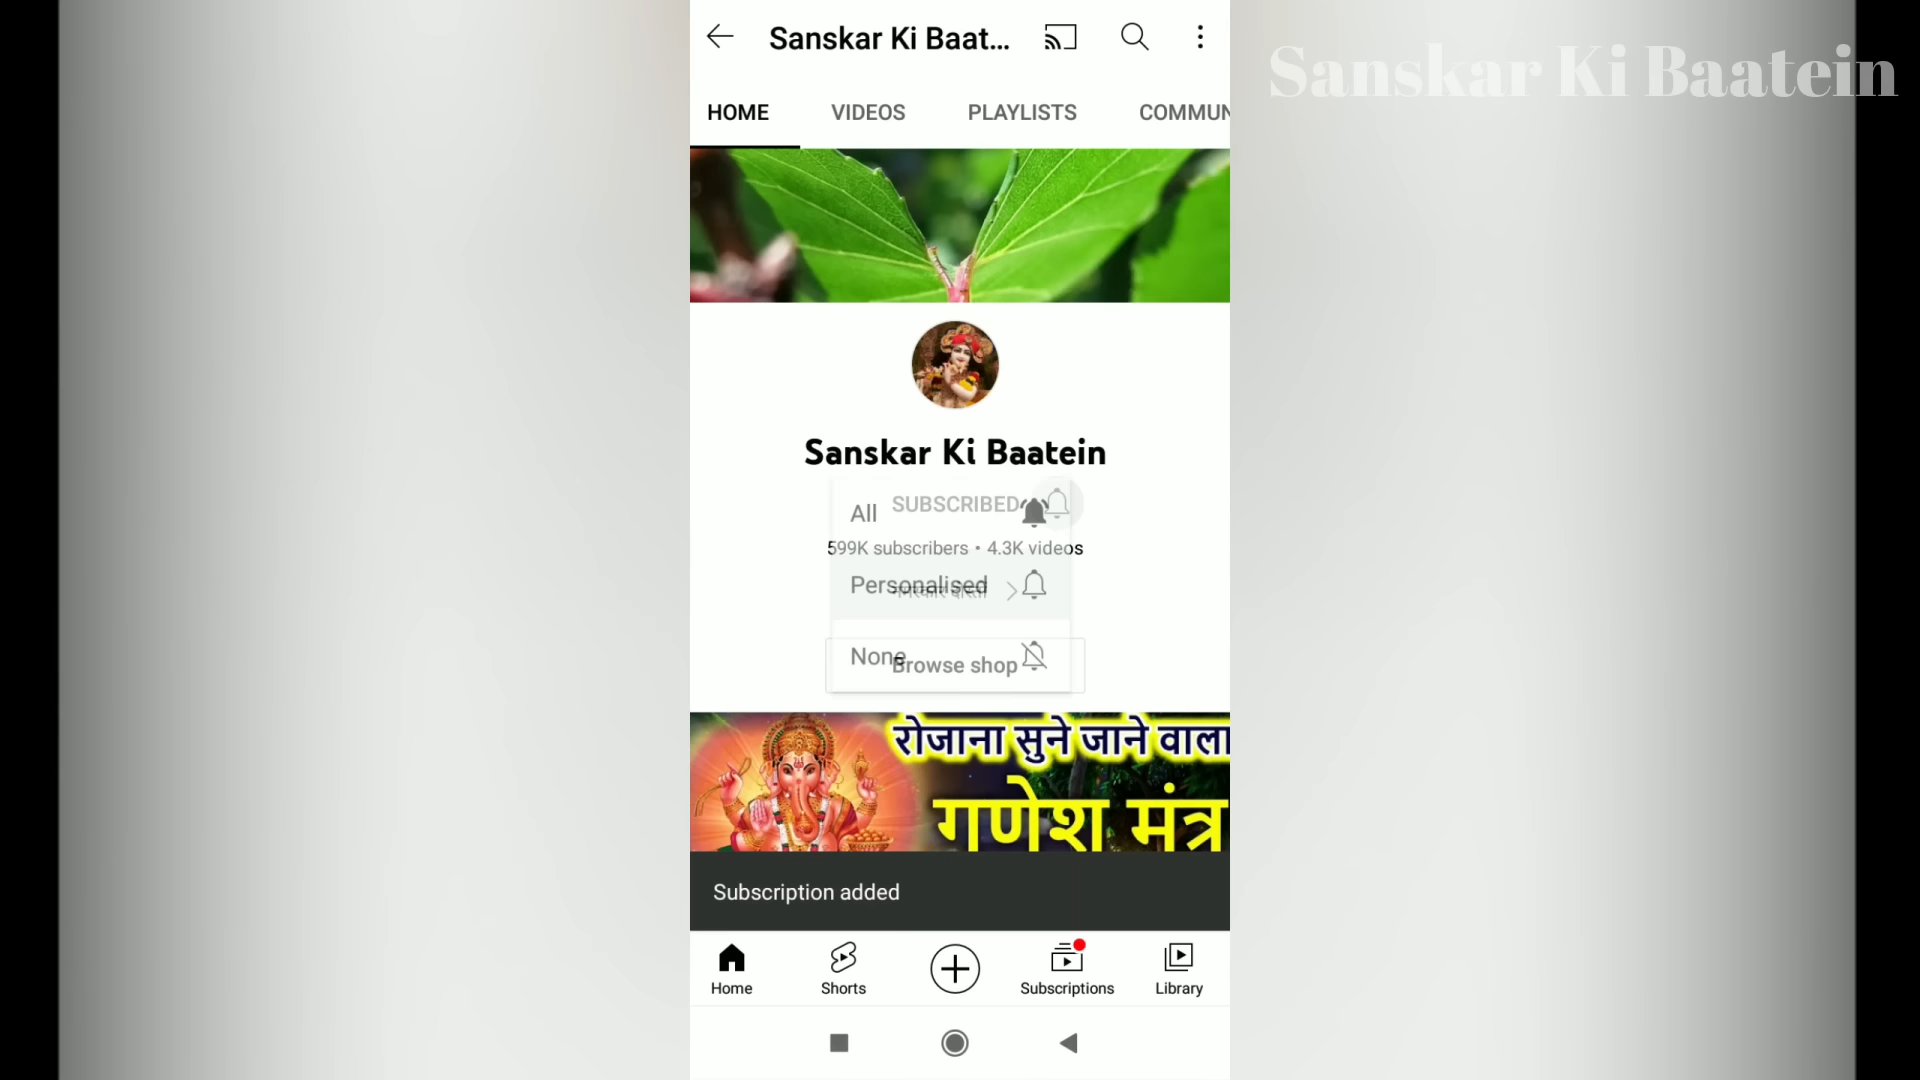 Sanskar Ki Baat...
Sanskar Ki Baatein
HOME VIDEOS PLAYLISTS COMMUN
Sanskar Ki Baatein
SUBSCRIBED
All
599K subscribers • 4.3K videos
Personalised
None
Browse shop
रोजाना सुने जाने वाला
गणेश मंत्र
Subscription added
Home Shorts Subscriptions Library